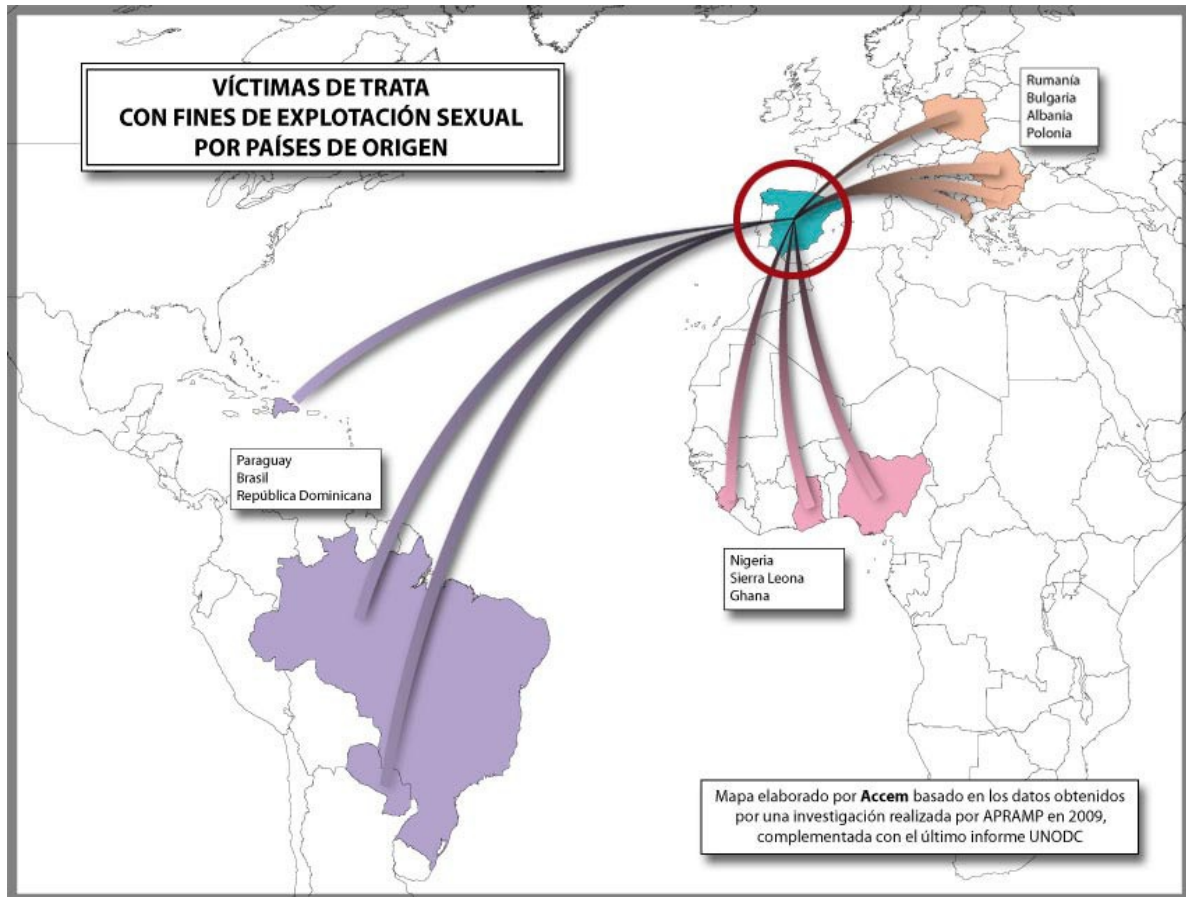 VÍCTIMAS DE TRATA
CON FINES DE EXPLOTACIÓN SEXUAL
POR PAÍSES DE ORIGEN
Rumanía
Bulgaria
Albania
Polonia
Paraguay
Brasil
República Dominicana
Nigeria
Sierra Leona
Ghana
Mapa elaborado por Accem basado en los datos obtenidos
por una investigación realizada por APRAMP en 2009,
complementada con el último informe UNODC